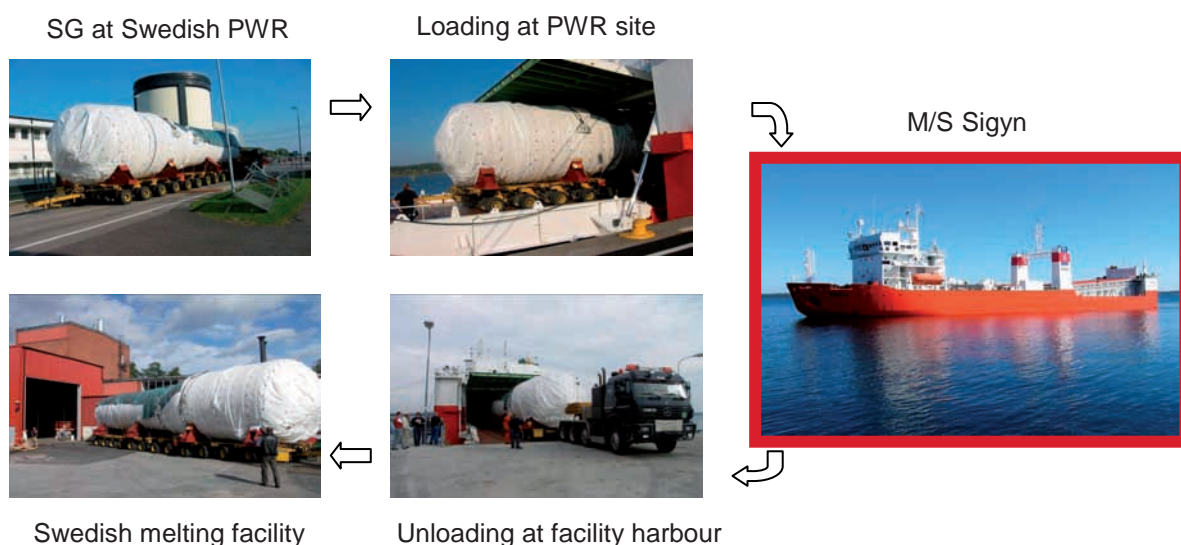 SG at Swedish PWR
Loading at PWR site
M/S Sigyn
Swedish melting facility
Unloading at facility harbour